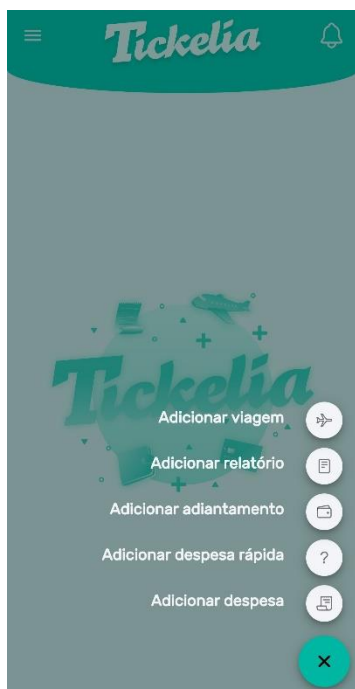 Tickelia
Tickelia
Adicionar viagem
Adicionar relatório
Adicionar adiantamento
Adicionar despesa rápida
?
Adicionar despesa